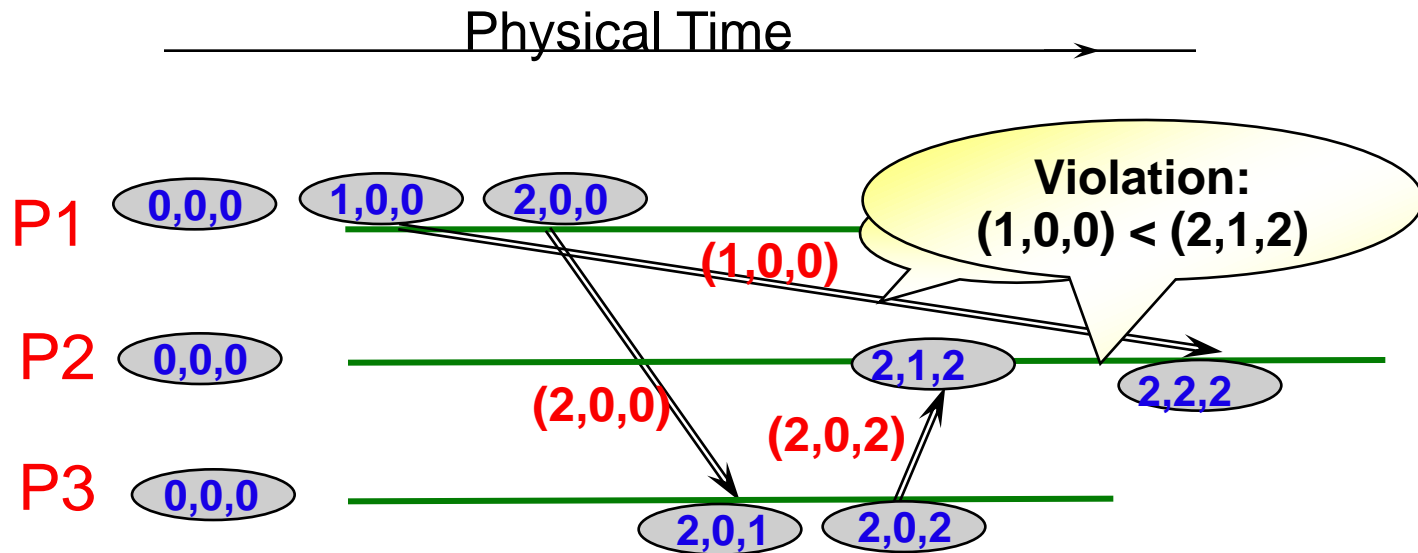 Physical Time
Violation:
(1,0,0) < (2,1,2)
P1
0,0,0
1,0,0
2,0,0
(1,0,0)
P2
0,0,0
2,1,2
2,2,2
(2,0,0)
(2,0,2)
P3
0,0,0
2,0,1
2,0,2